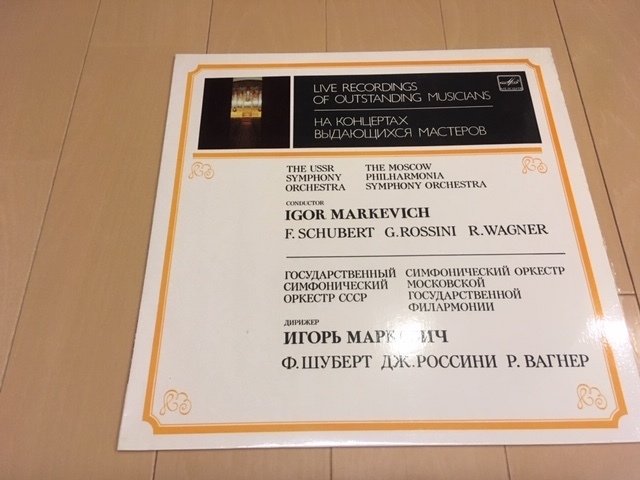 LIVE RECORDINGS
OF OUTSTANDING MUSICIANS
НА КОНЦЕРТАХ
ВЫДАЮЩИХСЯ МАСТЕРОВ
THE USSR
SYMPHONY
ORCHESTRA
THE MOSCOW
PHILHARMONIA
SYMPHONY ORCHESTRA
CONDUCTOR
IGOR MARKEVICH
F. SCHUBERT G.ROSSINI R.WAGNER
ГОСУДАРСТВЕННЫЙ
СИМФОНИЧЕСКИЙ
ОРКЕСТР СССР
СИМФОНИЧЕСКИЙ ОРКЕСТР
МОСКОВСКОЙ
ГОСУДАРСТВЕННОЙ
ФИЛАРМОНИИ
ДИРИЖЕР
ИГОРЬ МАРКЕВИЧ
Ф.ШУБЕРТ ДЖ.РОССИНИ Р.ВАГНЕР